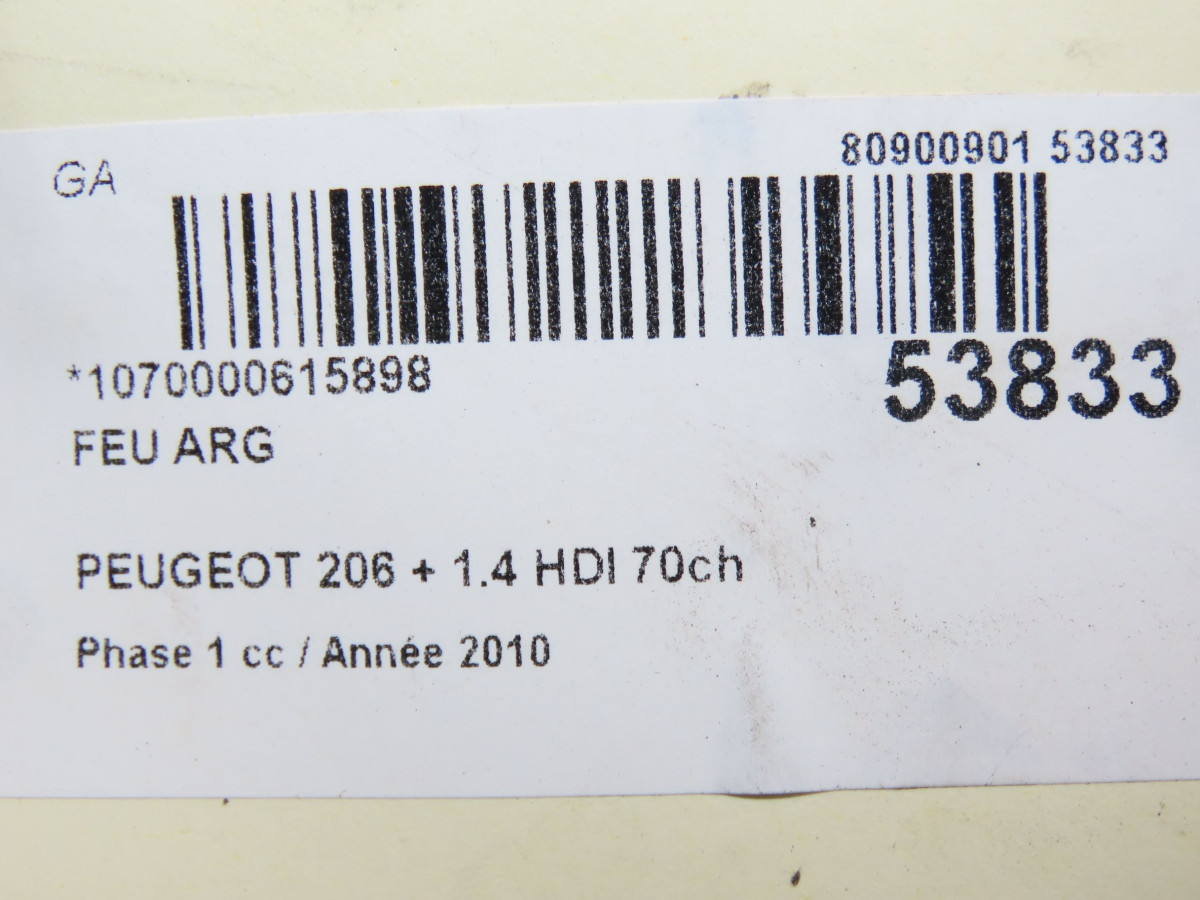 GA
80900901 53833
*1070000615898
53833
FEU ARG
PEUGEOT 206 + 1.4 HDI 70ch
Phase 1 cc / Année 2010